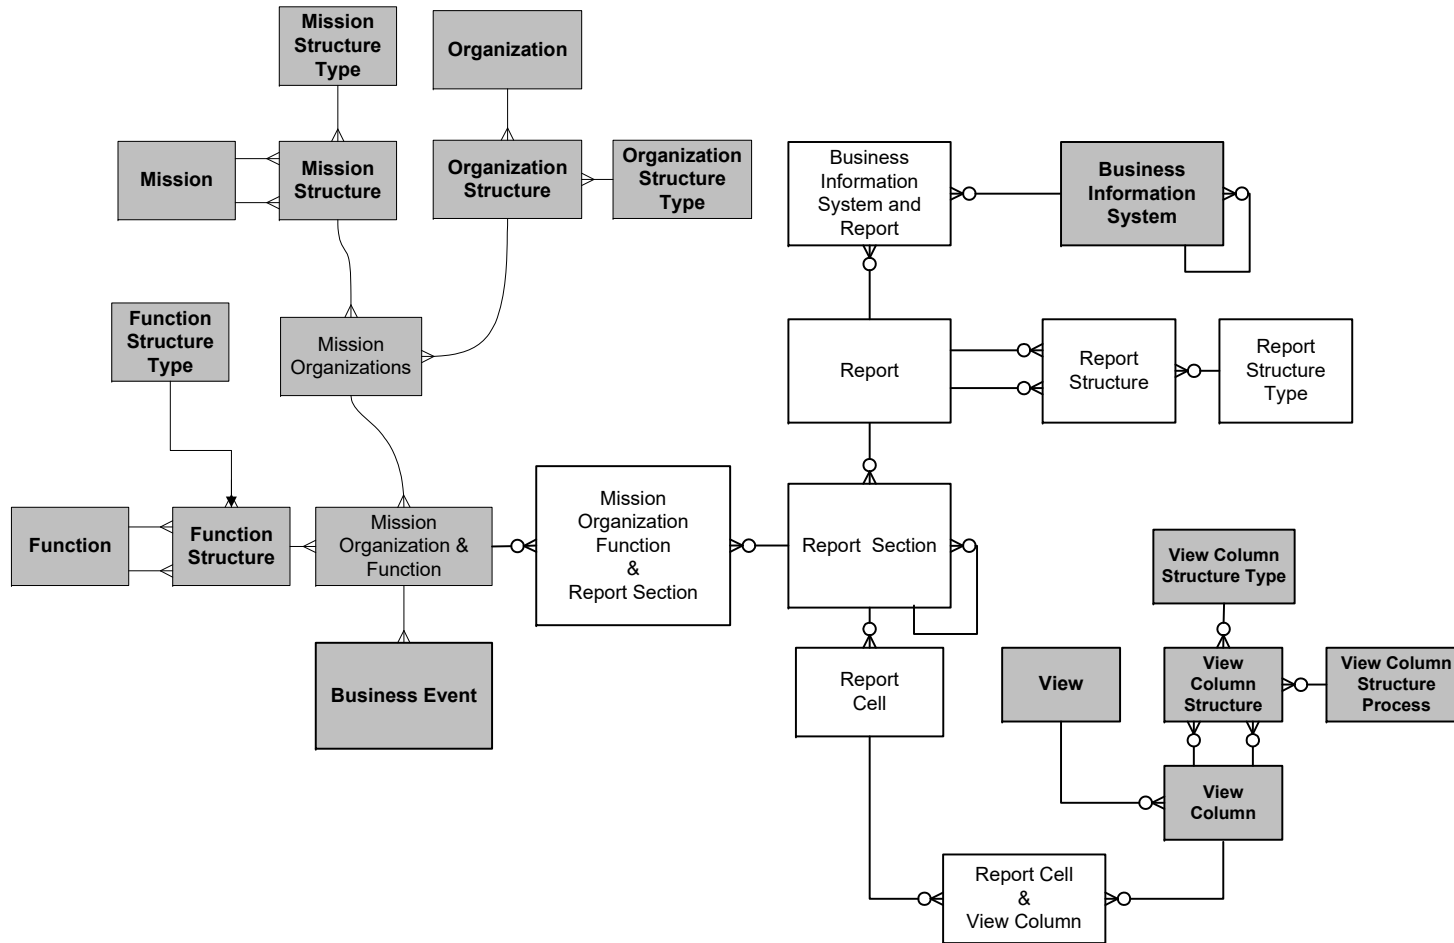 Mission
Structure
Type
Organization
Mission
Mission
Structure
Organization
Structure
Organization
Structure
Type
Business
Information
System and
Report
Business
Information
System
Function
Structure
Type
Mission
Organizations
Report
Report
Structure
Report
Structure
Type
Function
Function
Structure
Mission
Organization &
Function
Mission
Organization
Function
&
Report Section
Report Section
View Column
Structure Type
Business Event
Report
Cell
View
View
Column
Structure
View Column
Structure
Process
View
Column
Report Cell
&
View Column